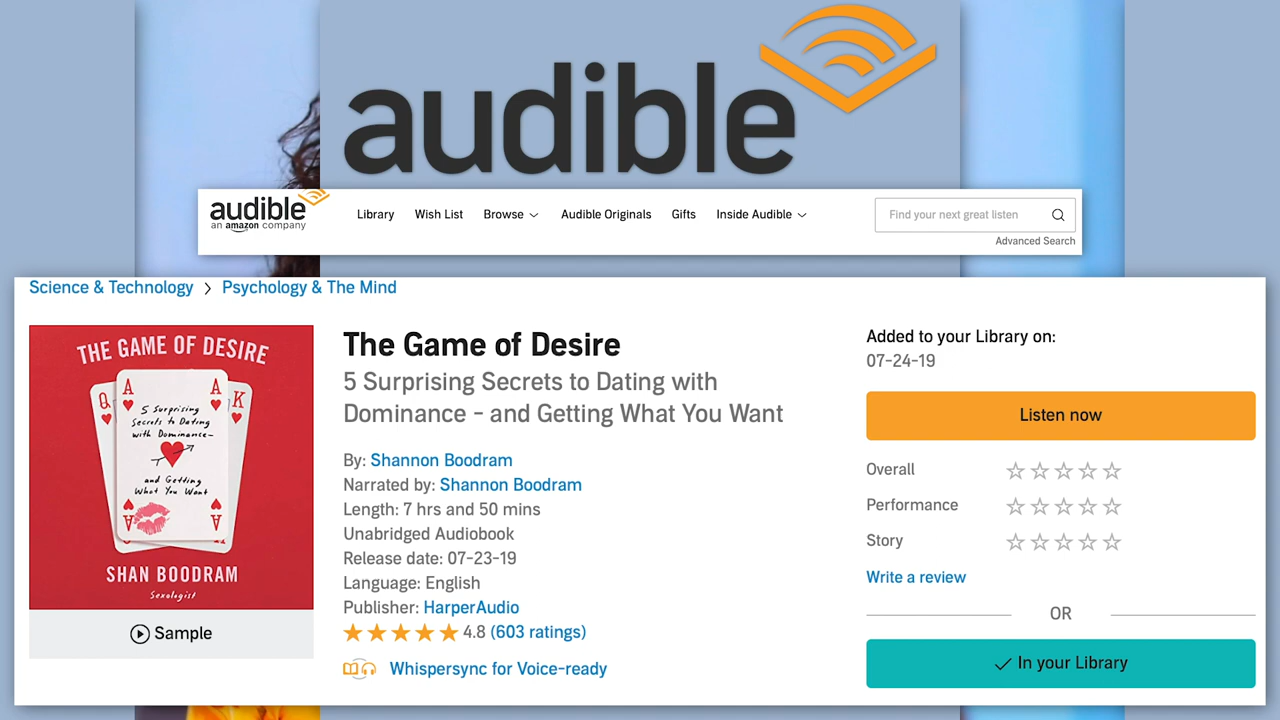 audible
audible
an amazon company
Library
Wish List
Browse
Audible Originals
Gifts
Inside Audible
Find your next great listen
Advanced Search
Science & Technology > Psychology & The Mind
THE GAME OF DESIRE
Q
A
A
K
5 Surprising
Secrets to Dating
with Dominance—
and Getting
What You Want
A
A
SHAN BOODRAM
Sexologist
Sample
The Game of Desire
5 Surprising Secrets to Dating with
Dominance - and Getting What You Want
By: Shannon Boodram
Narrated by: Shannon Boodram
Length: 7 hrs and 50 mins
Unabridged Audiobook
Release date: 07-23-19
Language: English
Publisher: HarperAudio
4.8 (603 ratings)
Whispersync for Voice-ready
Added to your Library on:
07-24-19
Listen now
Overall
Performance
Story
Write a review
OR
In your Library